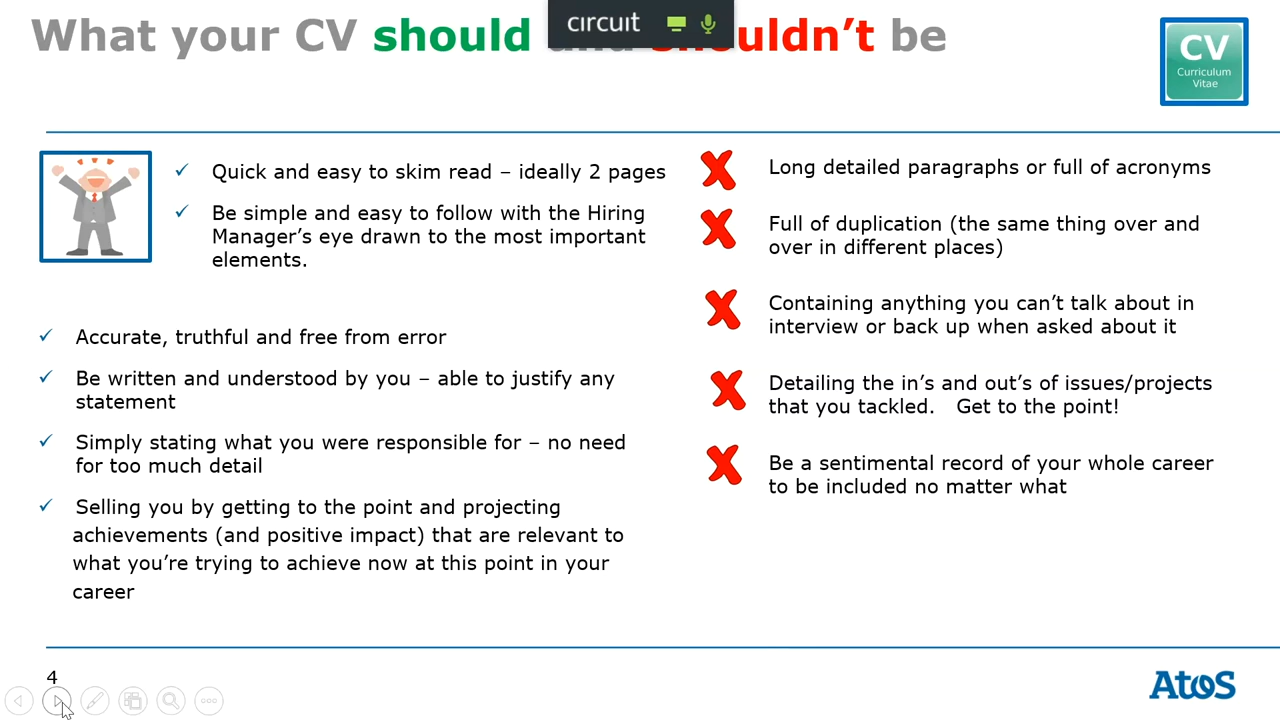 What your CV should uldn't be
circuit
CV
Curriculum
Vitae
Quick and easy to skim read – ideally 2 pages
Be simple and easy to follow with the Hiring
Manager's eye drawn to the most important
elements.
Accurate, truthful and free from error
Be written and understood by you – able to justify any
statement
Simply stating what you were responsible for – no need
for too much detail
Selling you by getting to the point and projecting
achievements (and positive impact) that are relevant to
what you're trying to achieve now at this point in your
career
Long detailed paragraphs or full of acronyms
Full of duplication (the same thing over and
over in different places)
Containing anything you can't talk about in
interview or back up when asked about it
Detailing the in's and out's of issues/projects
that you tackled. Get to the point!
Be a sentimental record of your whole career
to be included no matter what
4
Atos